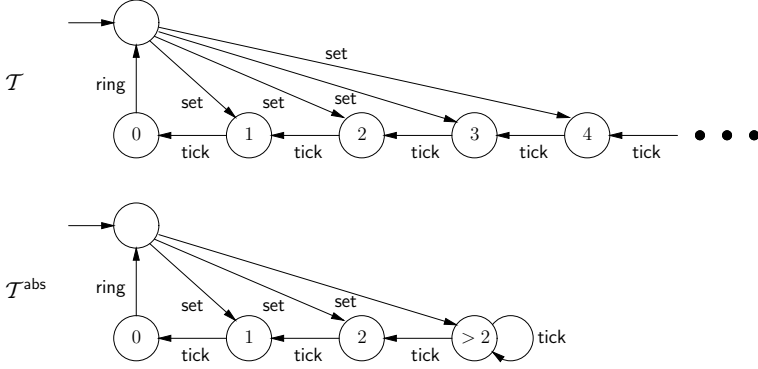 set
ring
𝒯
set set set
0 1 2 3 4
tick tick tick tick tick
ring
𝒯abs
set set set
0 1 2 > 2 tick
tick tick tick